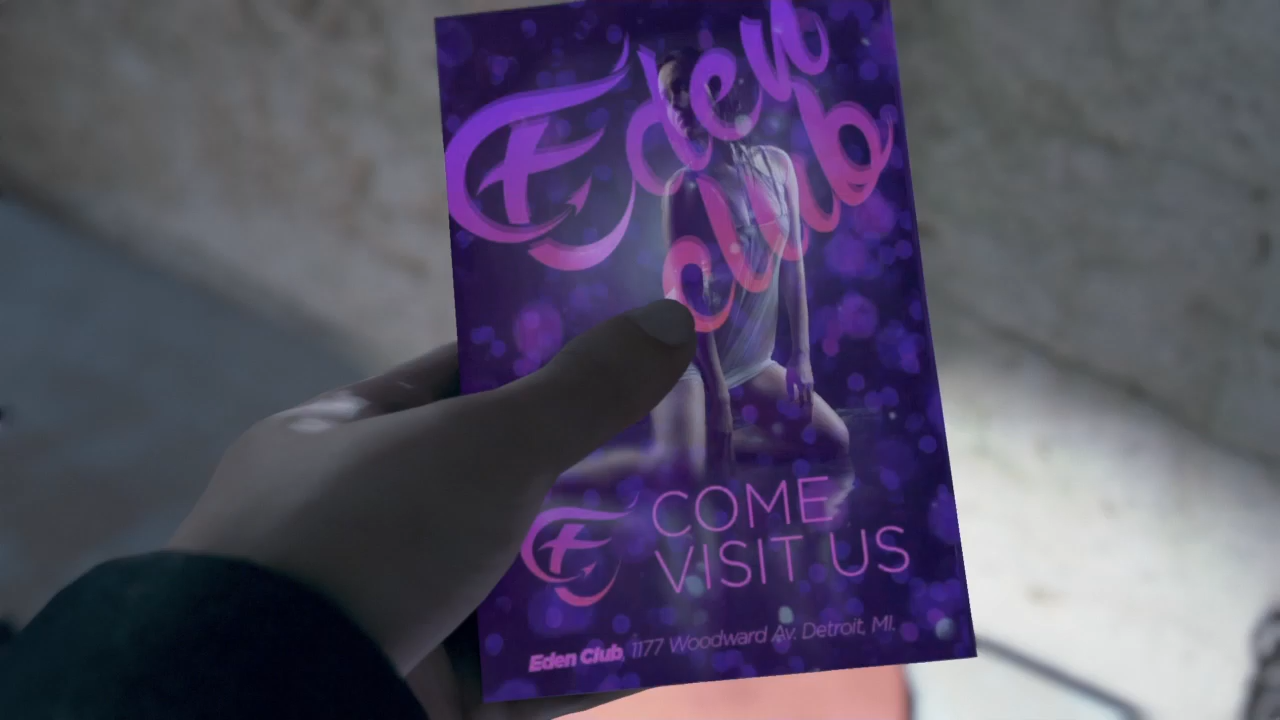 Eden
club
COME
VISIT US
Eden Club, 1177 Woodward Av. Detroit, MI.